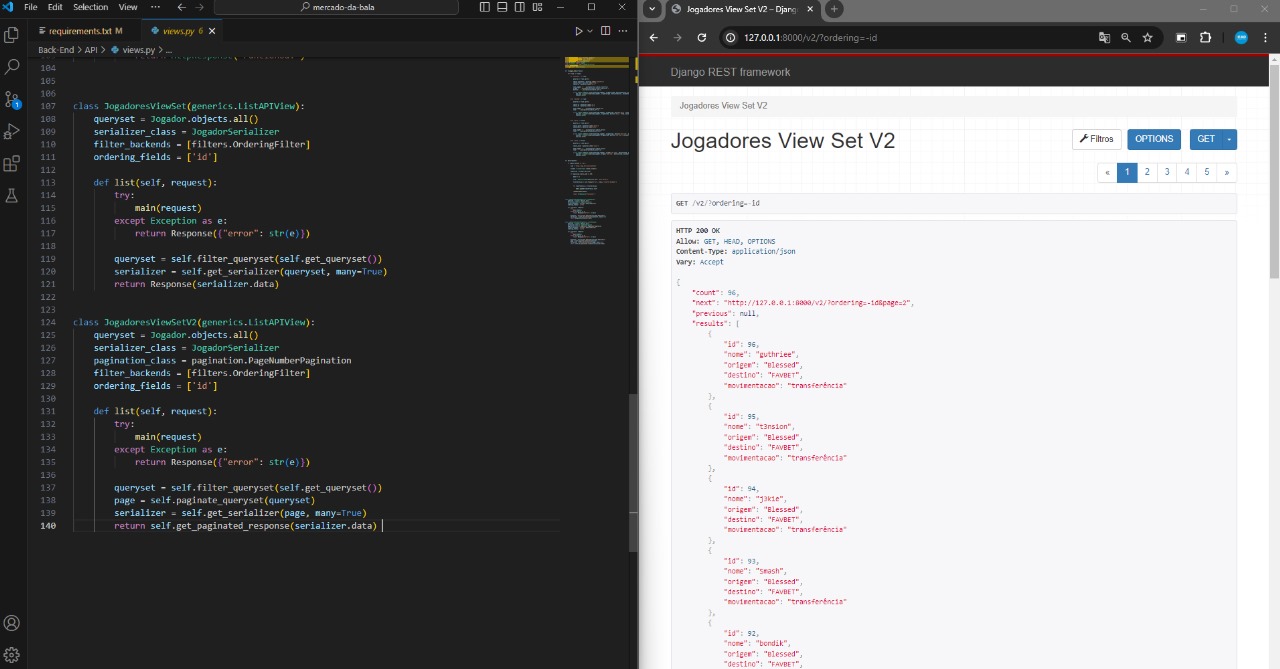 File Edit Selection View ··· mercado-da-bala
requirements.txt M views.py 6
Back-End > API > views.py > ...
104
105
106
107 class JogadoresViewSet(generics.ListAPIView):
108 queryset = Jogador.objects.all()
109 serializer_class = JogadorSerializer
110 filter_backends = [filters.OrderingFilter]
111 ordering_fields = ['id']
112
113 def list(self, request):
114 try:
115 main(request)
116 except Exception as e:
117 return Response({"error": str(e)})
118
119 queryset = self.filter_queryset(self.get_queryset())
120 serializer = self.get_serializer(queryset, many=True)
121 return Response(serializer.data)
122
123
124 class JogadoresViewSetV2(generics.ListAPIView):
125 queryset = Jogador.objects.all()
126 serializer_class = JogadorSerializer
127 pagination_class = pagination.PageNumberPagination
128 filter_backends = [filters.OrderingFilter]
129 ordering_fields = ['id']
130
131 def list(self, request):
132 try:
133 main(request)
134 except Exception as e:
135 return Response({"error": str(e)})
136
137 queryset = self.filter_queryset(self.get_queryset())
138 page = self.paginate_queryset(queryset)
139 serializer = self.get_serializer(page, many=True)
140 return self.get_paginated_response(serializer.data)
1
Jogadores View Set V2 – Djang
127.0.0.1:8000/v2/?ordering=-id
Django REST framework
Jogadores View Set V2
Jogadores View Set V2
Filtros OPTIONS GET
« 1 2 3 4 5 »
GET /v2/?ordering=-id
HTTP 200 OK
Allow: GET, HEAD, OPTIONS
Content-Type: application/json
Vary: Accept
{
"count": 96,
"next": "http://127.0.0.1:8000/v2/?ordering=-id&page=2",
"previous": null,
"results": [
{
"id": 96,
"nome": "guthriee",
"origem": "Blessed",
"destino": "FAVBET",
"movimentacao": "transferência"
},
{
"id": 95,
"nome": "t3ns1on",
"origem": "Blessed",
"destino": "FAVBET",
"movimentacao": "transferência"
},
{
"id": 94,
"nome": "j3kie",
"origem": "Blessed",
"destino": "FAVBET",
"movimentacao": "transferência"
},
{
"id": 93,
"nome": "Smash",
"origem": "Blessed",
"destino": "FAVBET",
"movimentacao": "transferência"
},
{
"id": 92,
"nome": "bondik",
"origem": "Blessed",
"destino": "FAVBET",